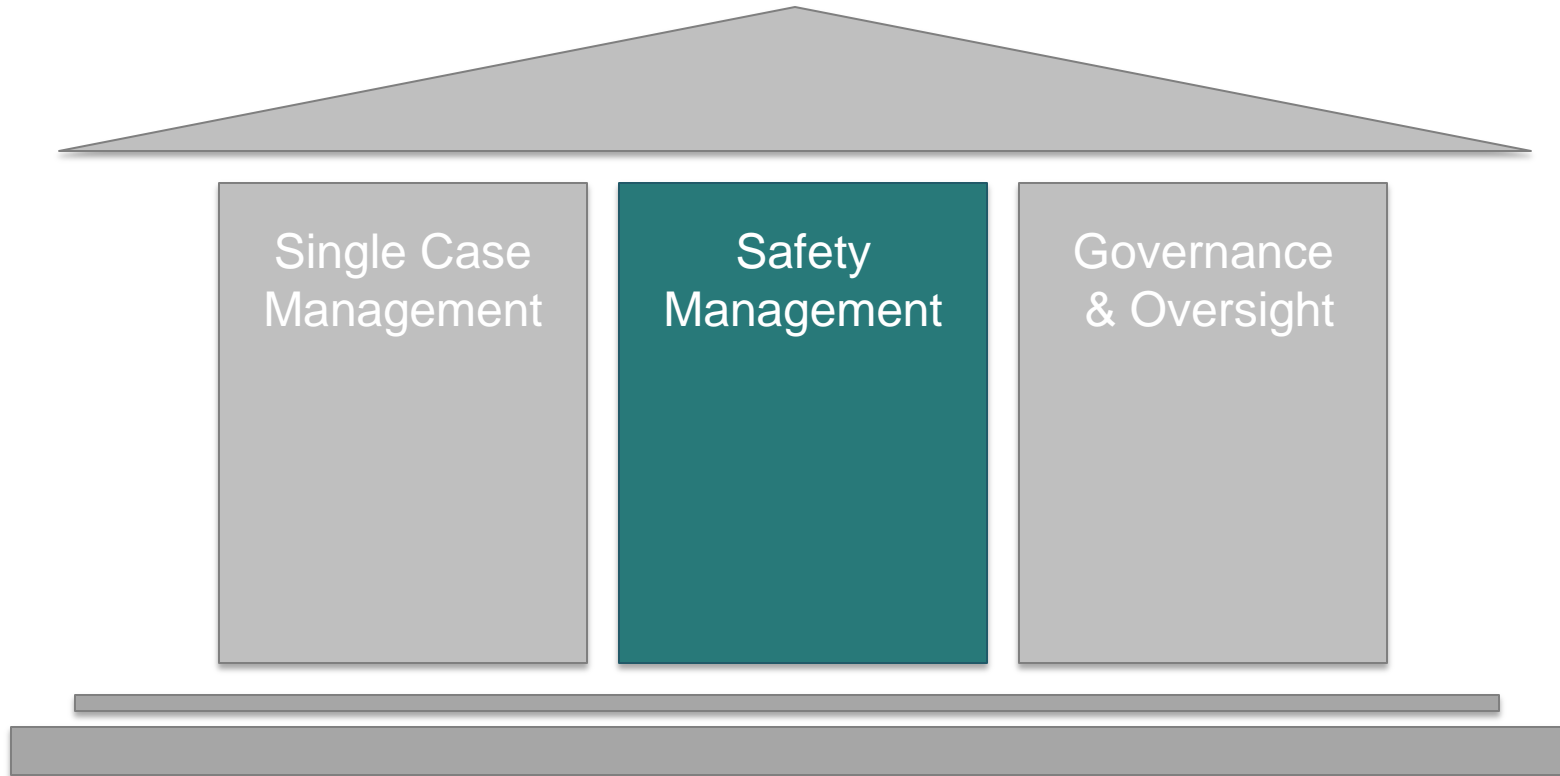 Single Case
Management
Safety
Management
Governance
& Oversight